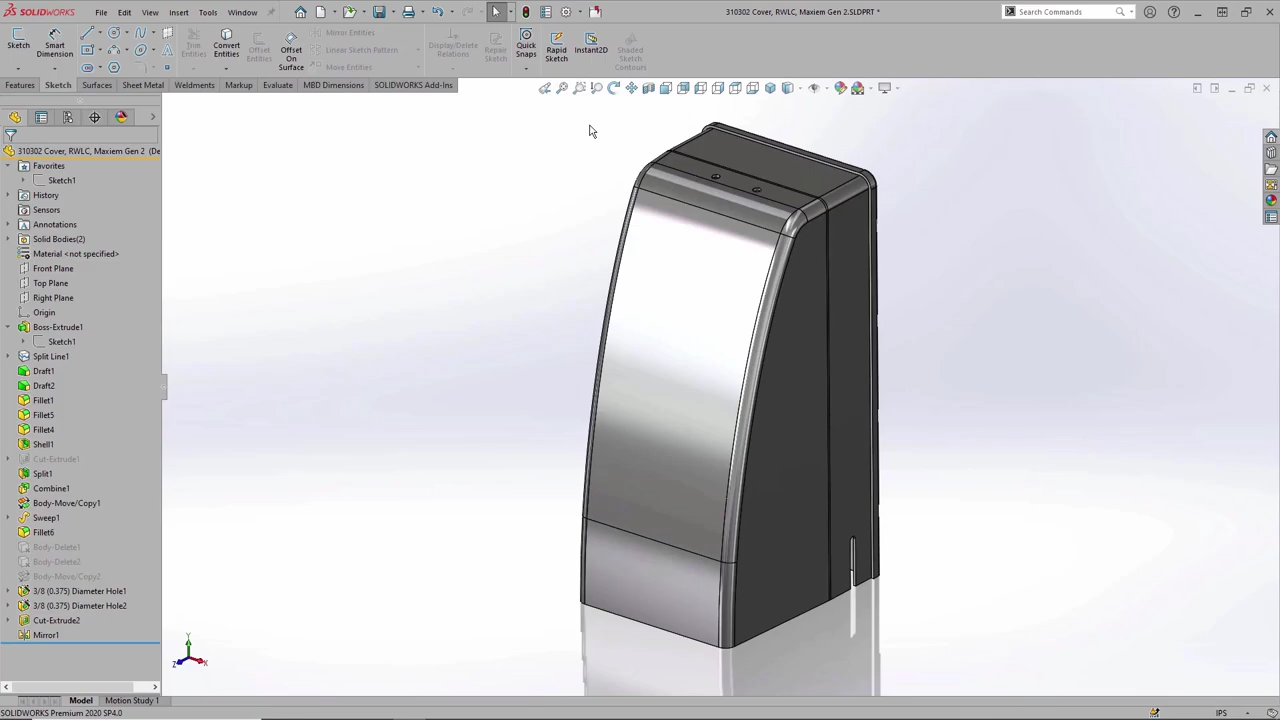 SOLIDWORKS File Edit View Insert Tools Window 310302 Cover, RWLC, Maxiem Gen 2.SLDPRT * Search Commands
Sketch Smart Dimension Trim Entities Convert Entities Offset Entities Offset On Surface Mirror Entities Linear Sketch Pattern Move Entities Display/Delete Relations Repair Sketch Quick Snaps Rapid Sketch Instant2D Shaded Sketch Contours
Features Sketch Surfaces Sheet Metal Weldments Markup Evaluate MBD Dimensions SOLIDWORKS Add-Ins
310302 Cover, RWLC, Maxiem Gen 2 (De
Favorites
Sketch1
History
Sensors
Annotations
Solid Bodies(2)
Material <not specified>
Front Plane
Top Plane
Right Plane
Origin
Boss-Extrude1
Sketch1
Split Line1
Draft1
Draft2
Fillet1
Fillet5
Fillet4
Shell1
Cut-Extrude1
Split1
Combine1
Body-Move/Copy1
Sweep1
Fillet6
Body-Delete1
Body-Delete2
Body-Move/Copy2
3/8 (0.375) Diameter Hole1
3/8 (0.375) Diameter Hole2
Cut-Extrude2
Mirror1
Y
Z X
Model Motion Study 1
SOLIDWORKS Premium 2020 SP4.0 IPS